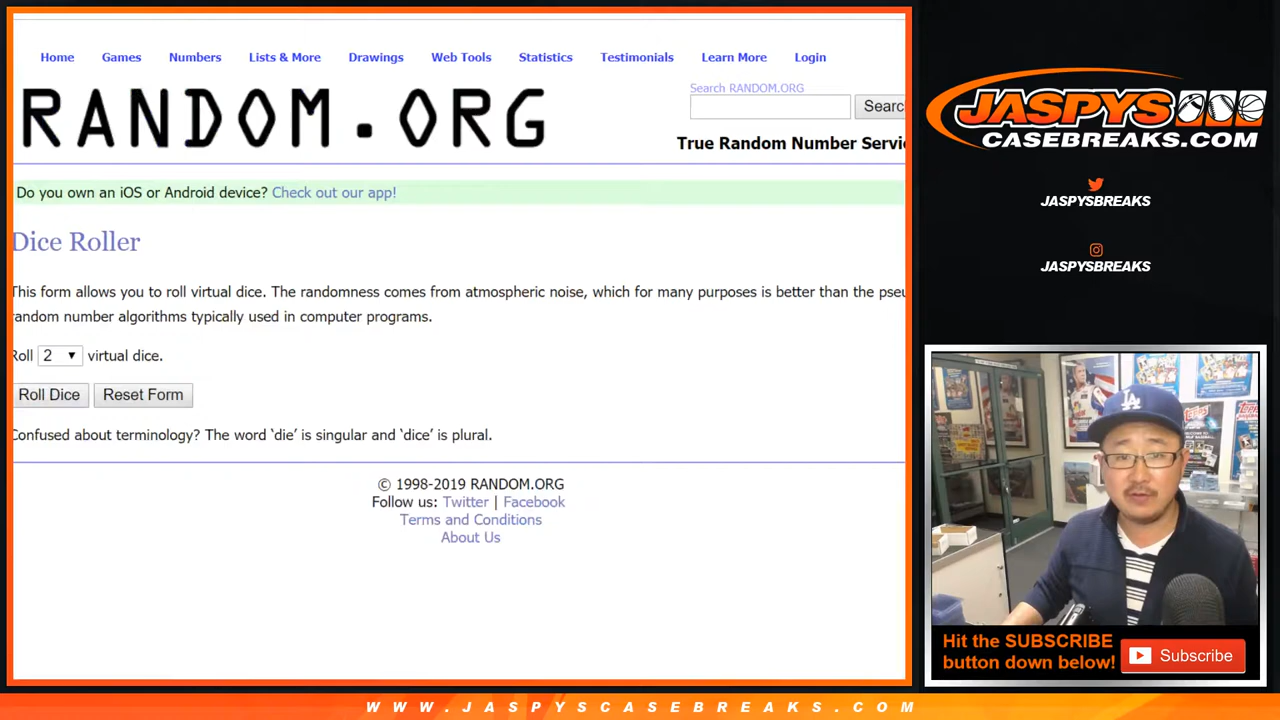 Home Games Numbers Lists & More Drawings Web Tools Statistics Testimonials Learn More Login
Search RANDOM.ORG
RANDOM.ORG
Searc
True Random Number Servi
Do you own an iOS or Android device? Check out our app!
Dice Roller
This form allows you to roll virtual dice. The randomness comes from atmospheric noise, which for many purposes is better than the pseu
random number algorithms typically used in computer programs.
Roll 2 virtual dice.
Roll Dice Reset Form
Confused about terminology? The word ‘die’ is singular and ‘dice’ is plural.
© 1998-2019 RANDOM.ORG
Follow us: Twitter | Facebook
Terms and Conditions
About Us
JASPYS
CASEBREAKS.COM
JASPYSBREAKS
JASPYSBREAKS
LA
Hit the SUBSCRIBE
button down below!
Subscribe
WWW.JASPYSCASEBREAKS.COM